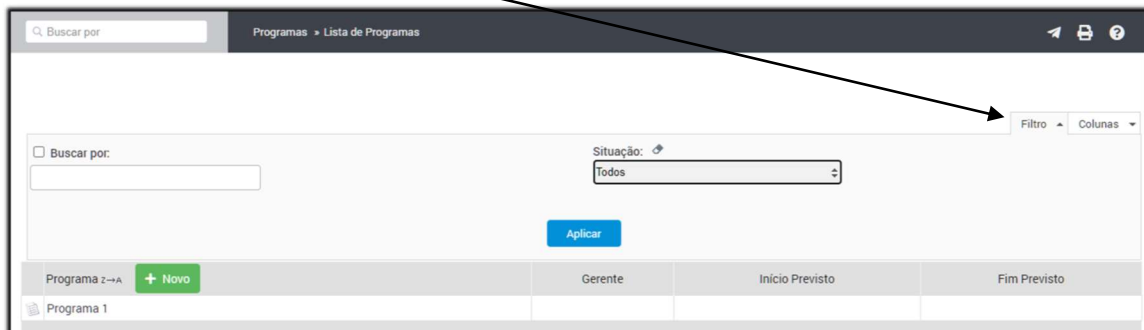 Buscar por
Programas » Lista de Programas
Filtro
Colunas
Buscar por:
Situação:
Todos
Aplicar
Programa Z→A
+ Novo
Gerente
Início Previsto
Fim Previsto
Programa 1